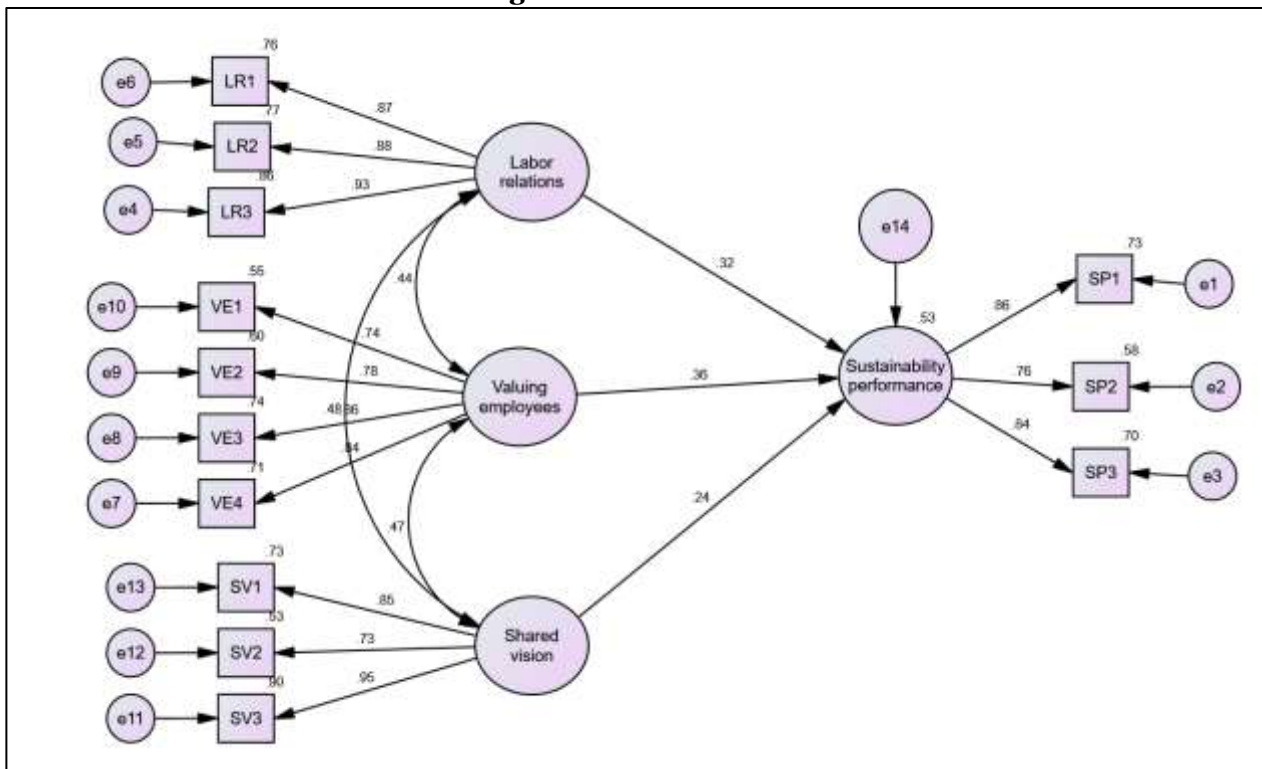 .76
e6
LR1
.87
.77
e5
LR2
.88
.86
e4
LR3
.93
Labor
relations
e14
.32
.44
.55
e10
VE1
.74
.60
e9
VE2
.78
.74
e8
VE3
.48
.86
.71
e7
VE4
.84
Valuing
employees
.36
.53
Sustainability
performance
.73
.86
SP1
e1
.58
.76
SP2
e2
.70
.84
SP3
e3
.24
.47
.73
e13
SV1
.85
.53
e12
SV2
.73
.90
e11
SV3
.95
Shared
vision